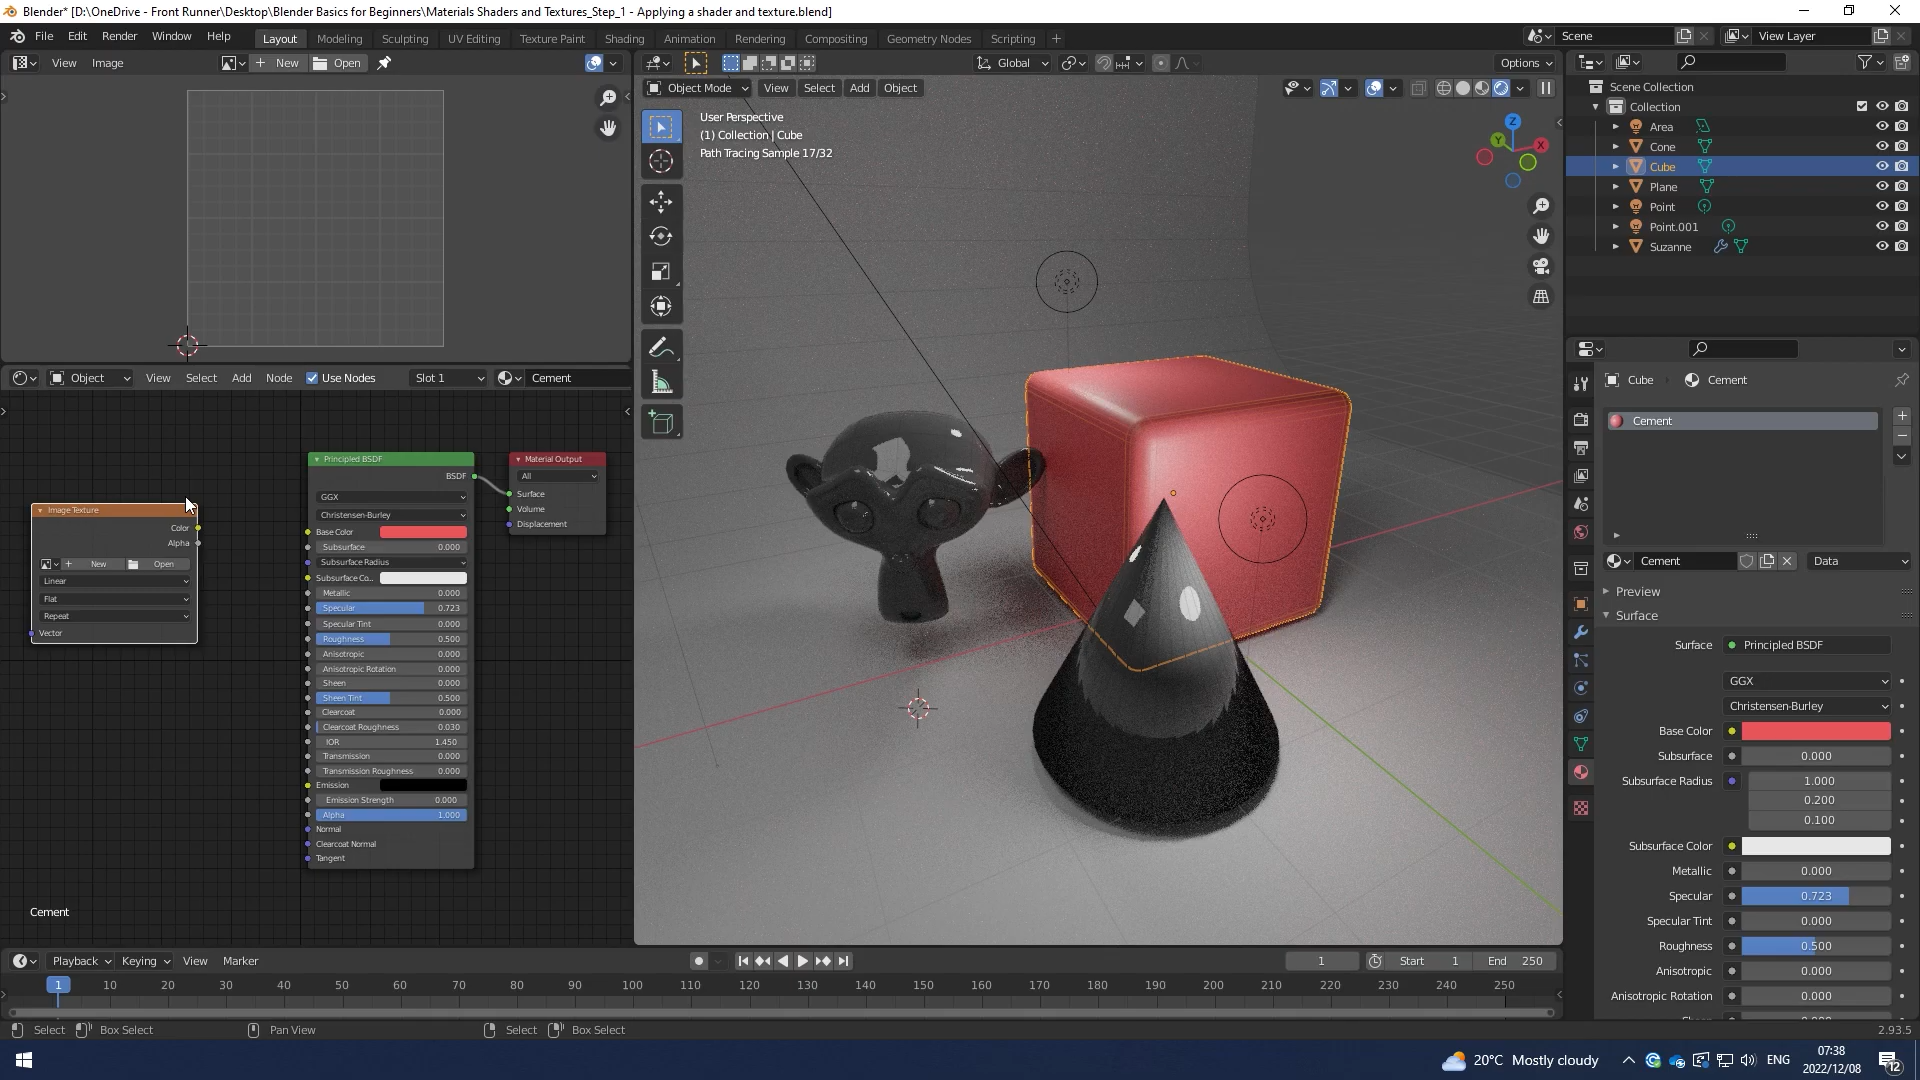 Blender* [D:\OneDrive - Front Runner\Desktop\Blender Basics for Beginners\Materials Shaders and Textures_Step_1 - Applying a shader and texture.blend]
File Edit Render Window Help Layout Modeling Sculpting UV Editing Texture Paint Shading Animation Rendering Compositing Geometry Nodes Scripting + Scene View Layer
View Image + New Open Global Options
Object Mode View Select Add Object
User Perspective
(1) Collection | Cube
Path Tracing Sample 17/32
Z
Y
X
Scene Collection
Collection
Area
Cone
Cube
Plane
Point
Point.001
Suzanne
Object View Select Add Node Use Nodes Slot 1 Cement
Image Texture
Color
Alpha
+ New Open
Linear
Flat
Repeat
Vector
Principled BSDF
BSDF
GGX
Christensen-Burley
Base Color
Subsurface 0.000
Subsurface Radius
Subsurface Co...
Metallic 0.000
Specular 0.723
Specular Tint 0.000
Roughness 0.500
Anisotropic 0.000
Anisotropic Rotation 0.000
Sheen 0.000
Sheen Tint 0.500
Clearcoat 0.000
Clearcoat Roughness 0.030
IOR 1.450
Transmission 0.000
Transmission Roughness 0.000
Emission
Emission Strength 0.000
Alpha 1.000
Normal
Clearcoat Normal
Tangent
Material Output
All
Surface
Volume
Displacement
Cement
Cube Cement
Cement
Cement Data
Preview
Surface
Surface Principled BSDF
GGX
Christensen-Burley
Base Color
Subsurface 0.000
Subsurface Radius 1.000
0.200
0.100
Subsurface Color
Metallic 0.000
Specular 0.723
Specular Tint 0.000
Roughness 0.500
Anisotropic 0.000
Anisotropic Rotation 0.000
Playback Keying View Marker 1 Start 1 End 250
1 10 20 30 40 50 60 70 80 90 100 110 120 130 140 150 160 170 180 190 200 210 220 230 240 250
Select Box Select Pan View Select Box Select 2.93.5
20°C Mostly cloudy ENG 07:38
2022/12/08 12